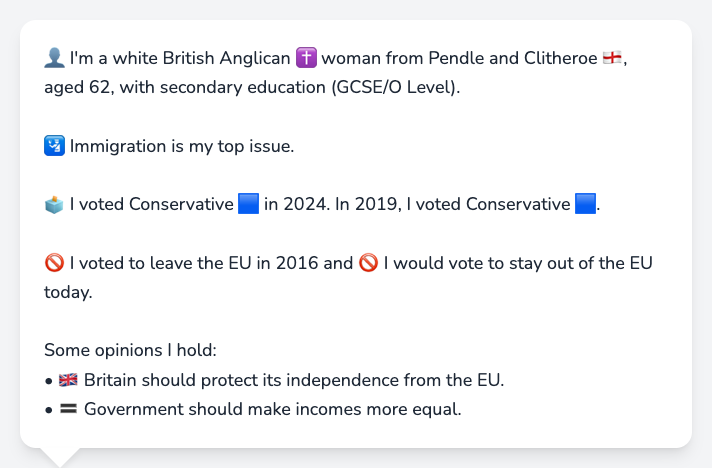 👤 I'm a white British Anglican ✝️ woman from Pendle and Clitheroe 🏴󠁧󠁢󠁥󠁮󠁧󠁿,
aged 62, with secondary education (GCSE/O Level).
🛂 Immigration is my top issue.
🗳️ I voted Conservative 🟦 in 2024. In 2019, I voted Conservative 🟦.
🚫 I voted to leave the EU in 2016 and 🚫 I would vote to stay out of the EU
today.
Some opinions I hold:
• 🇬🇧 Britain should protect its independence from the EU.
• 🟰 Government should make incomes more equal.